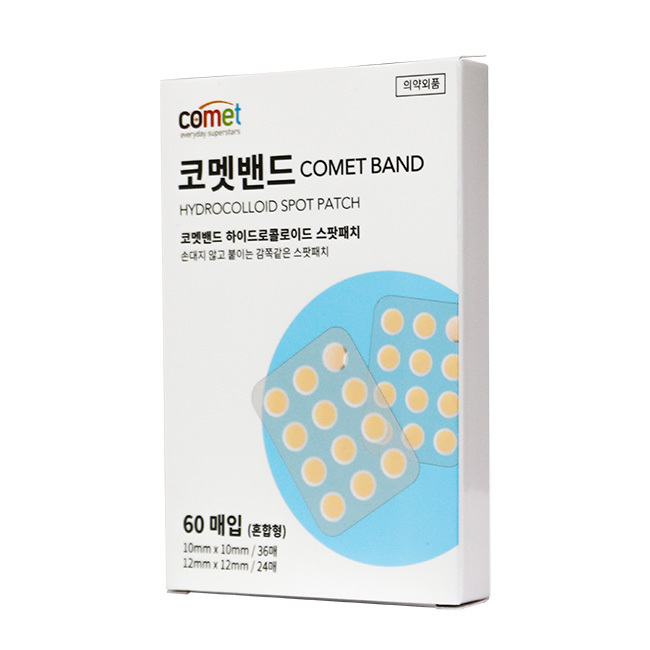 의약외품
comet
everyday superstars
코멧밴드 COMET BAND
HYDROCOLLOID SPOT PATCH
코멧밴드 하이드로콜로이드 스팟패치
손대지 않고 붙이는 감쪽같은 스팟패치
60 매입 (혼합형)
10mm x 10mm / 36매
12mm x 12mm / 24매